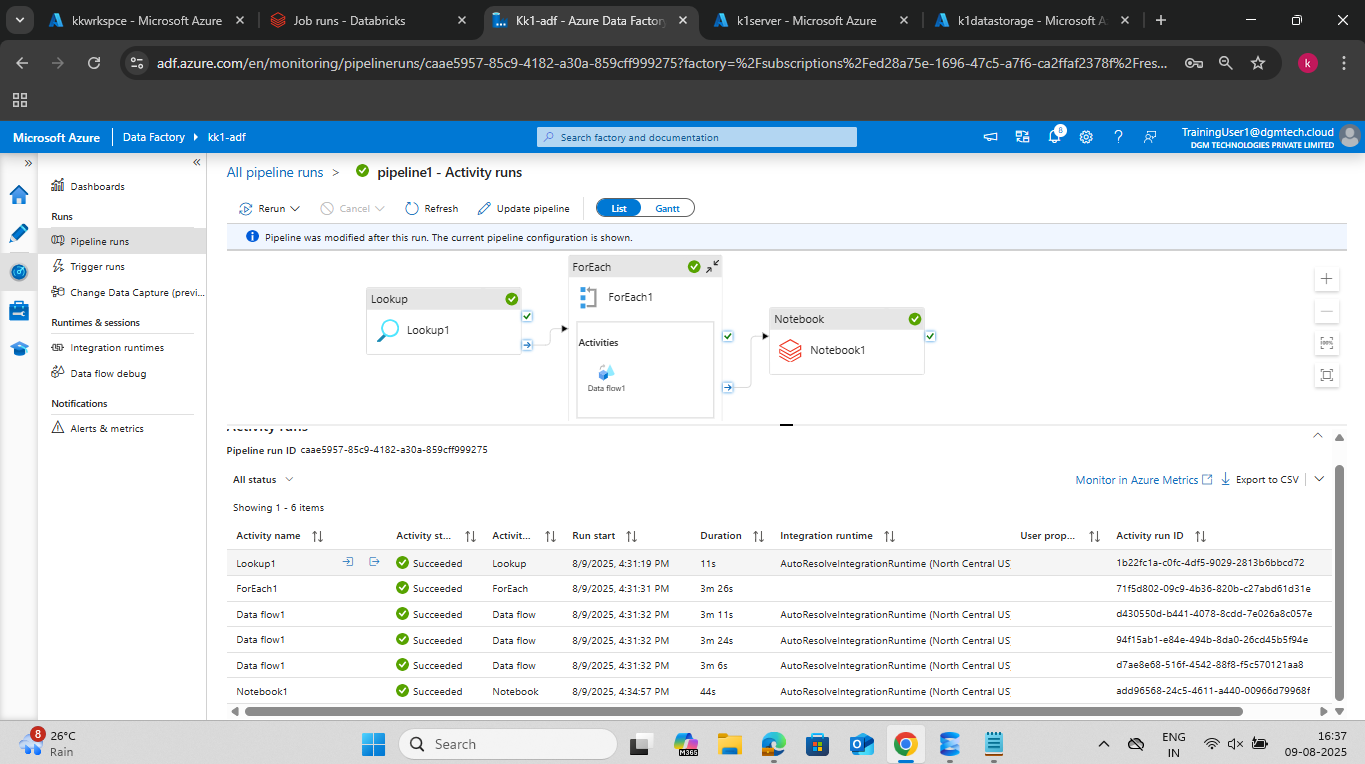 kkwrkspce - Microsoft Azure
Job runs - Databricks
Kk1-adf - Azure Data Factor
k1server - Microsoft Azure
k1datastorage - Microsoft A
adf.azure.com/en/monitoring/pipelineruns/caae5957-85c9-4182-a30a-859cff999275?factory=%2Fsubscriptions%2Fed28a75e-1696-47c5-a7f6-ca2ffaf2378f%2Fres...
k
Microsoft Azure
Data Factory
kk1-adf
Search factory and documentation
8
TrainingUser1@dgmtech.cloud
DGM TECHNOLOGIES PRIVATE LIMITED
Dashboards
Runs
Pipeline runs
Trigger runs
Change Data Capture (previ...
Runtimes & sessions
Integration runtimes
Data flow debug
Notifications
Alerts & metrics
All pipeline runs > pipeline1 - Activity runs
Rerun
Cancel
Refresh
Update pipeline
List
Gantt
Pipeline was modified after this run. The current pipeline configuration is shown.
Lookup
Lookup1
ForEach
ForEach1
Activities
Data flow1
Notebook
Notebook1
100%
Activity runs
Pipeline run ID caae5957-85c9-4182-a30a-859cff999275
All status
Monitor in Azure Metrics
Export to CSV
Showing 1 - 6 items
Activity name Activity st... Activit... Run start Duration Integration runtime User prop... Activity run ID
Lookup1 Succeeded Lookup 8/9/2025, 4:31:19 PM 11s AutoResolveIntegrationRuntime (North Central US 1b22fc1a-c0fc-4df5-9029-2813b6bbcd72
ForEach1 Succeeded ForEach 8/9/2025, 4:31:31 PM 3m 26s 71f5d802-09c9-4b36-820b-c27abd61d31e
Data flow1 Succeeded Data flow 8/9/2025, 4:31:32 PM 3m 11s AutoResolveIntegrationRuntime (North Central US d430550d-b441-4078-8cdd-7e026a8c057e
Data flow1 Succeeded Data flow 8/9/2025, 4:31:32 PM 3m 24s AutoResolveIntegrationRuntime (North Central US 94f15ab1-e84e-494b-8da0-26cd45b5f94e
Data flow1 Succeeded Data flow 8/9/2025, 4:31:32 PM 3m 6s AutoResolveIntegrationRuntime (North Central US d7ae8e68-516f-4542-88f8-f5c570121aa8
Notebook1 Succeeded Notebook 8/9/2025, 4:34:57 PM 44s AutoResolveIntegrationRuntime (North Central US add96568-24c5-4611-a440-00966d79968f
8
26°C
Rain
Search
M365
ENG
IN
16:37
09-08-2025